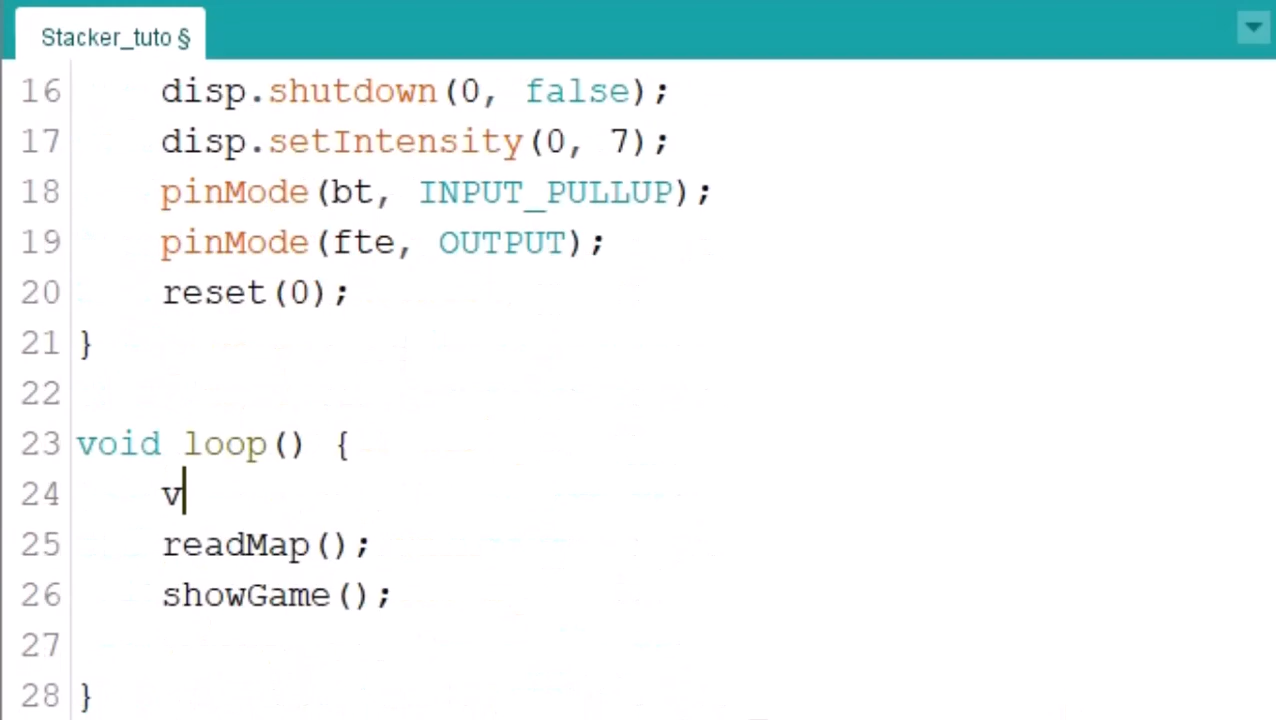 Stacker_tuto §
16 disp.shutdown(0, false);
17 disp.setIntensity(0, 7);
18 pinMode(bt, INPUT_PULLUP);
19 pinMode(fte, OUTPUT);
20 reset(0);
21 }
22
23 void loop() {
24 v
25 readMap();
26 showGame();
27
28 }